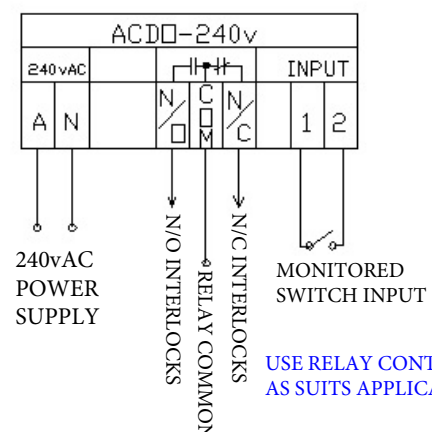 ACDO-240v
240vAC
INPUT
A
N
N/O
COM
N/C
1
2
240vAC
POWER
SUPPLY
N/O INTERLOCKS
RELAY COMMON
N/C INTERLOCKS
MONITORED
SWITCH INPUT
USE RELAY CONT
AS SUITS APPLICA